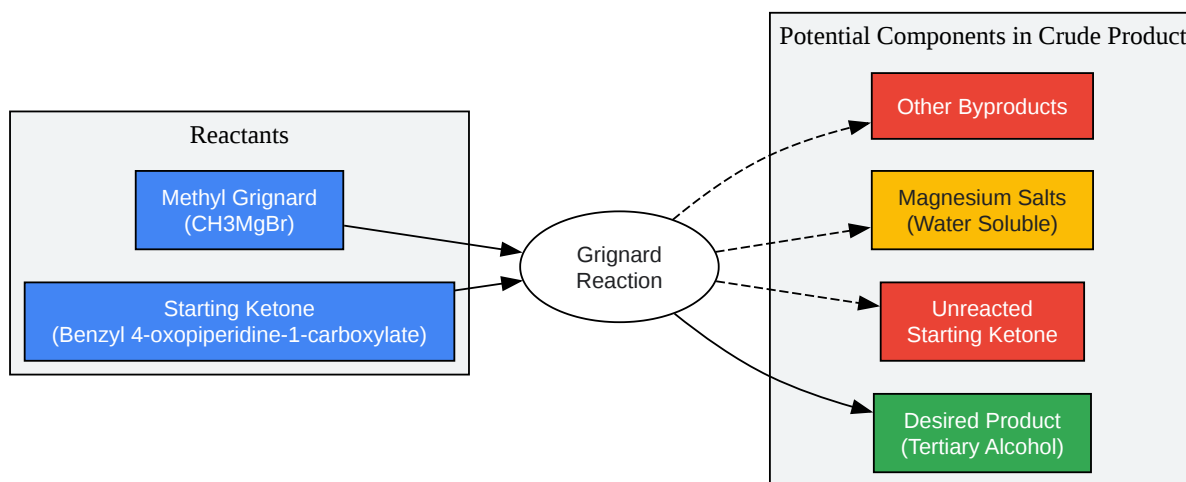 Reactants
Methyl Grignard
(CH3MgBr)
Starting Ketone
(Benzyl 4-oxopiperidine-1-carboxylate)
Grignard
Reaction
Potential Components in Crude Product
Other Byproducts
Magnesium Salts
(Water Soluble)
Unreacted
Starting Ketone
Desired Product
(Tertiary Alcohol)